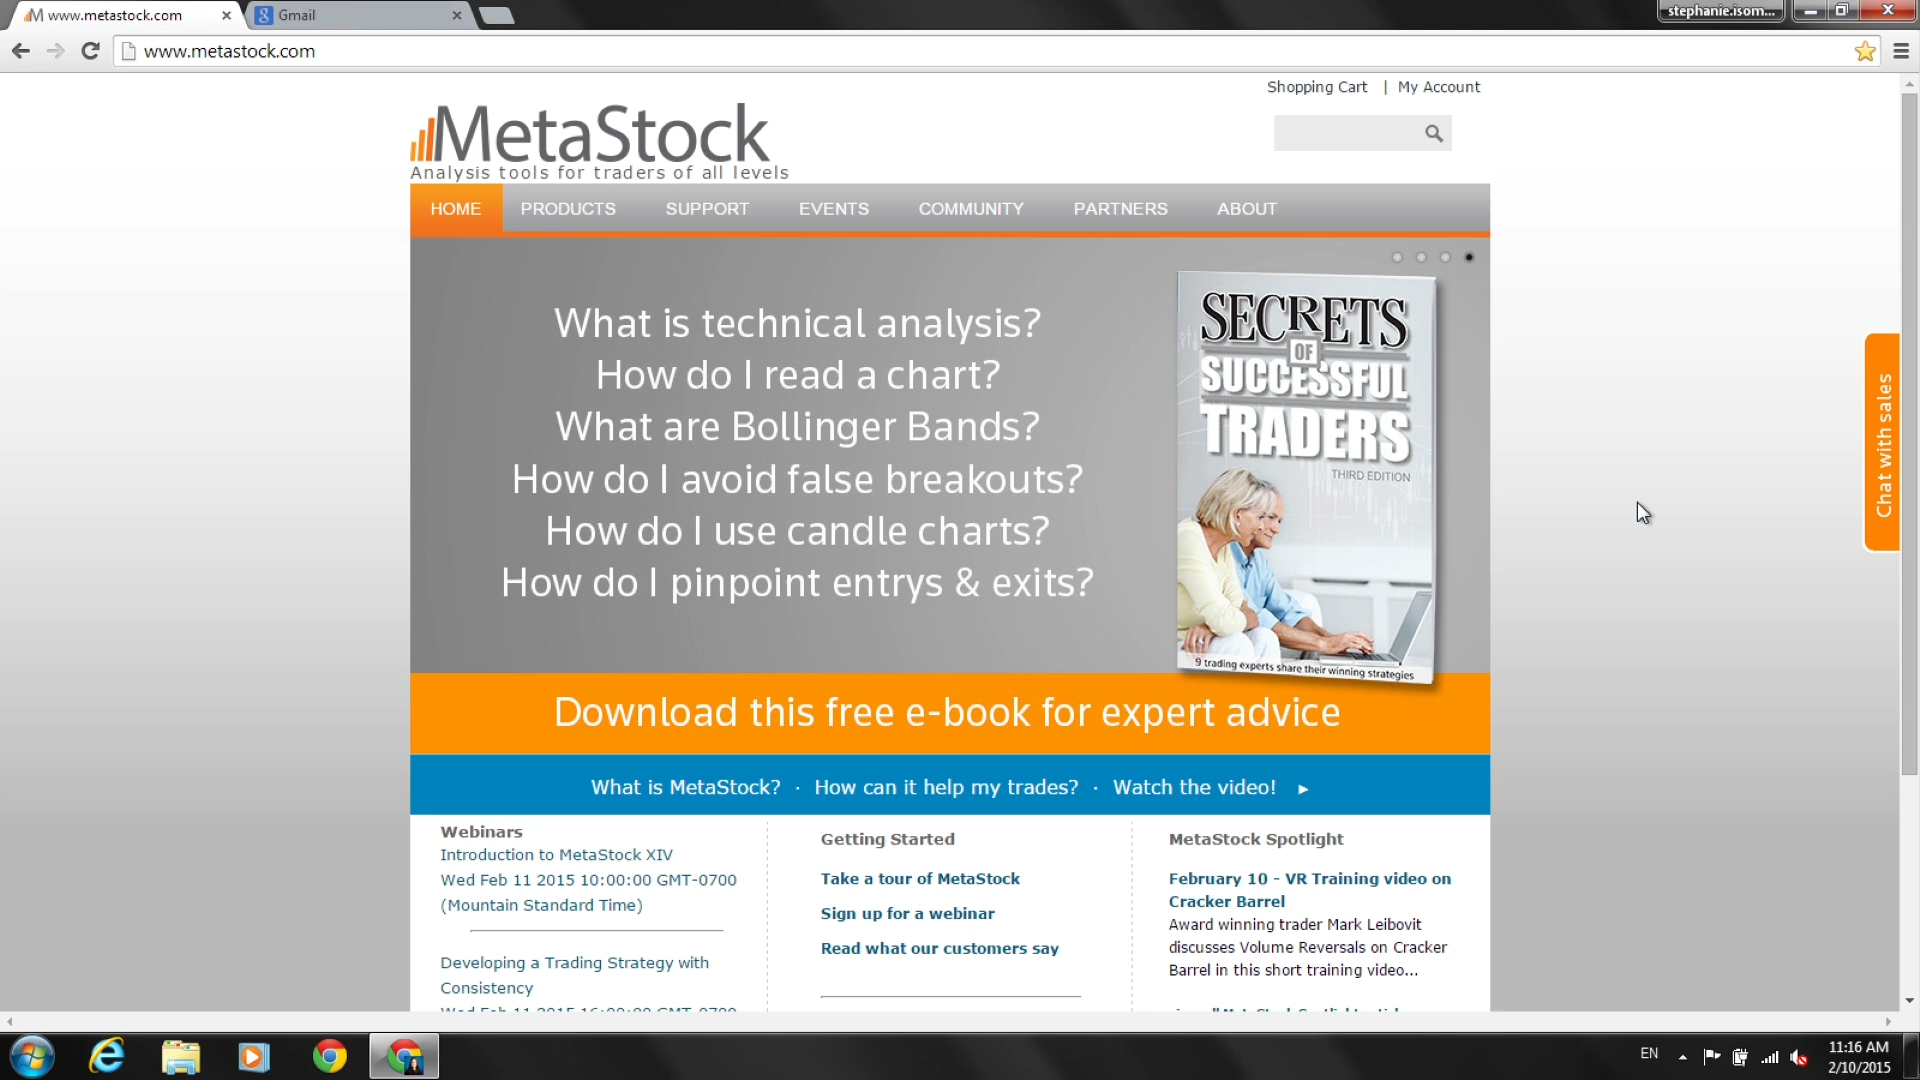 www.metastock.com
Gmail
stephanie.isom...
www.metastock.com
Shopping Cart | My Account
MetaStock
Analysis tools for traders of all levels
HOME PRODUCTS SUPPORT EVENTS COMMUNITY PARTNERS ABOUT
What is technical analysis?
How do I read a chart?
What are Bollinger Bands?
How do I avoid false breakouts?
How do I use candle charts?
How do I pinpoint entrys & exits?
SECRETS
OF
SUCCESSFUL
TRADERS
THIRD EDITION
9 trading experts share their winning strategies
Chat with sales
Download this free e-book for expert advice
What is MetaStock? · How can it help my trades? · Watch the video! ►
Webinars
Introduction to MetaStock XIV
Wed Feb 11 2015 10:00:00 GMT-0700
(Mountain Standard Time)
Developing a Trading Strategy with
Consistency
Wed Feb 11 2015 16:00:00 GMT-0700
Getting Started
Take a tour of MetaStock
Sign up for a webinar
Read what our customers say
MetaStock Spotlight
February 10 - VR Training video on
Cracker Barrel
Award winning trader Mark Leibovit
discusses Volume Reversals on Cracker
Barrel in this short training video...
EN
11:16 AM
2/10/2015